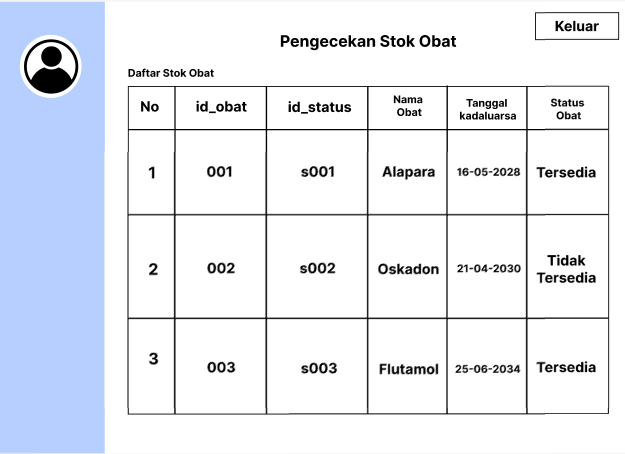 Keluar
Pengecekan Stok Obat
Daftar Stok Obat
No id_obat id_status Nama Obat Tanggal kadaluarsa Status Obat
1 001 s001 Alapara 16-05-2028 Tersedia
2 002 s002 Oskadon 21-04-2030 Tidak Tersedia
3 003 s003 Flutamol 25-06-2034 Tersedia